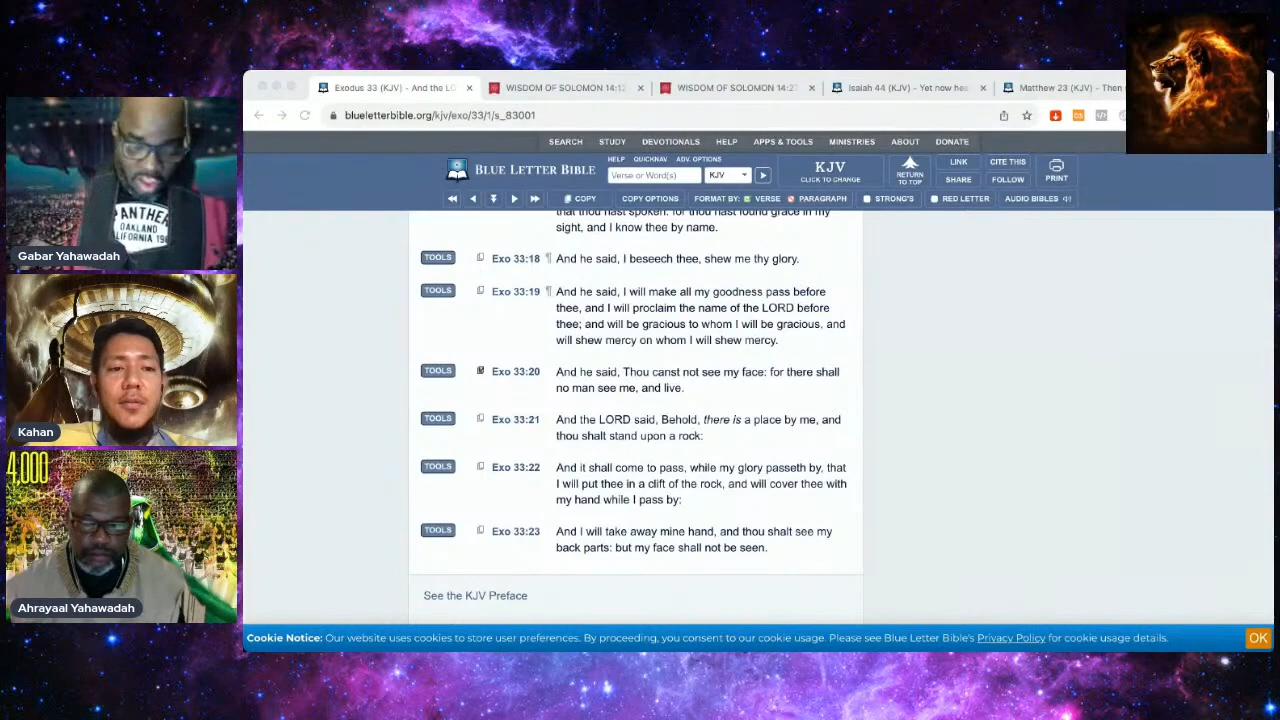 Exodus 33 (KJV) - And the LO
WISDOM OF SOLOMON 14:12
WISDOM OF SOLOMON 14:27
Isaiah 44 (KJV) - Yet now hea
Matthew 23 (KJV) - Then
blueletterbible.org/kjv/exo/33/1/s_83001
SEARCH STUDY DEVOTIONALS HELP APPS & TOOLS MINISTRIES ABOUT DONATE
BLUE LETTER BIBLE
HELP QUICKNAV ADV. OPTIONS
Verse or Word(s) KJV
KJV
CLICK TO CHANGE
RETURN
TO TOP
LINK
SHARE
CITE THIS
FOLLOW
PRINT
COPY COPY OPTIONS FORMAT BY: VERSE PARAGRAPH STRONG'S RED LETTER AUDIO BIBLES
that thou hast spoken: for thou hast found grace in my
sight, and I know thee by name.
TOOLS Exo 33:18 ¶ And he said, I beseech thee, shew me thy glory.
TOOLS Exo 33:19 ¶ And he said, I will make all my goodness pass before
thee, and I will proclaim the name of the LORD before
thee; and will be gracious to whom I will be gracious, and
will shew mercy on whom I will shew mercy.
TOOLS Exo 33:20 And he said, Thou canst not see my face: for there shall
no man see me, and live.
TOOLS Exo 33:21 And the LORD said, Behold, there is a place by me, and
thou shalt stand upon a rock:
TOOLS Exo 33:22 And it shall come to pass, while my glory passeth by, that
I will put thee in a clift of the rock, and will cover thee with
my hand while I pass by:
TOOLS Exo 33:23 And I will take away mine hand, and thou shalt see my
back parts: but my face shall not be seen.
See the KJV Preface
Cookie Notice: Our website uses cookies to store user preferences. By proceeding, you consent to our cookie usage. Please see Blue Letter Bible's Privacy Policy for cookie usage details.
OK
ANTHE
OAKLAND
Gabar Yahawadah
Kahan
4,000
Ahrayaal Yahawadah